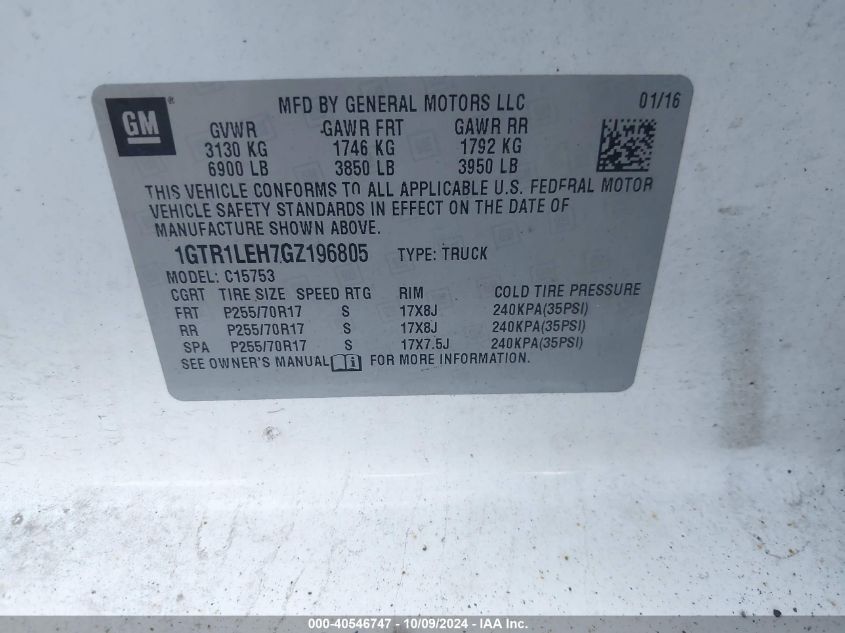 GM ®
MFD BY GENERAL MOTORS LLC 01/16
GVWR GAWR FRT GAWR RR
3130 KG 1746 KG 1792 KG
6900 LB 3850 LB 3950 LB
THIS VEHICLE CONFORMS TO ALL APPLICABLE U.S. FEDERAL MOTOR
VEHICLE SAFETY STANDARDS IN EFFECT ON THE DATE OF
MANUFACTURE SHOWN ABOVE.
1GTR1LEH7GZ196805 TYPE: TRUCK
MODEL: C15753
CGRT TIRE SIZE SPEED RTG RIM COLD TIRE PRESSURE
FRT P255/70R17 S 17X8J 240KPA(35PSI)
RR P255/70R17 S 17X8J 240KPA(35PSI)
SPA P255/70R17 S 17X7.5J 240KPA(35PSI)
SEE OWNER'S MANUAL i FOR MORE INFORMATION.
000-40546747 - 10/09/2024 - © IAA Inc.